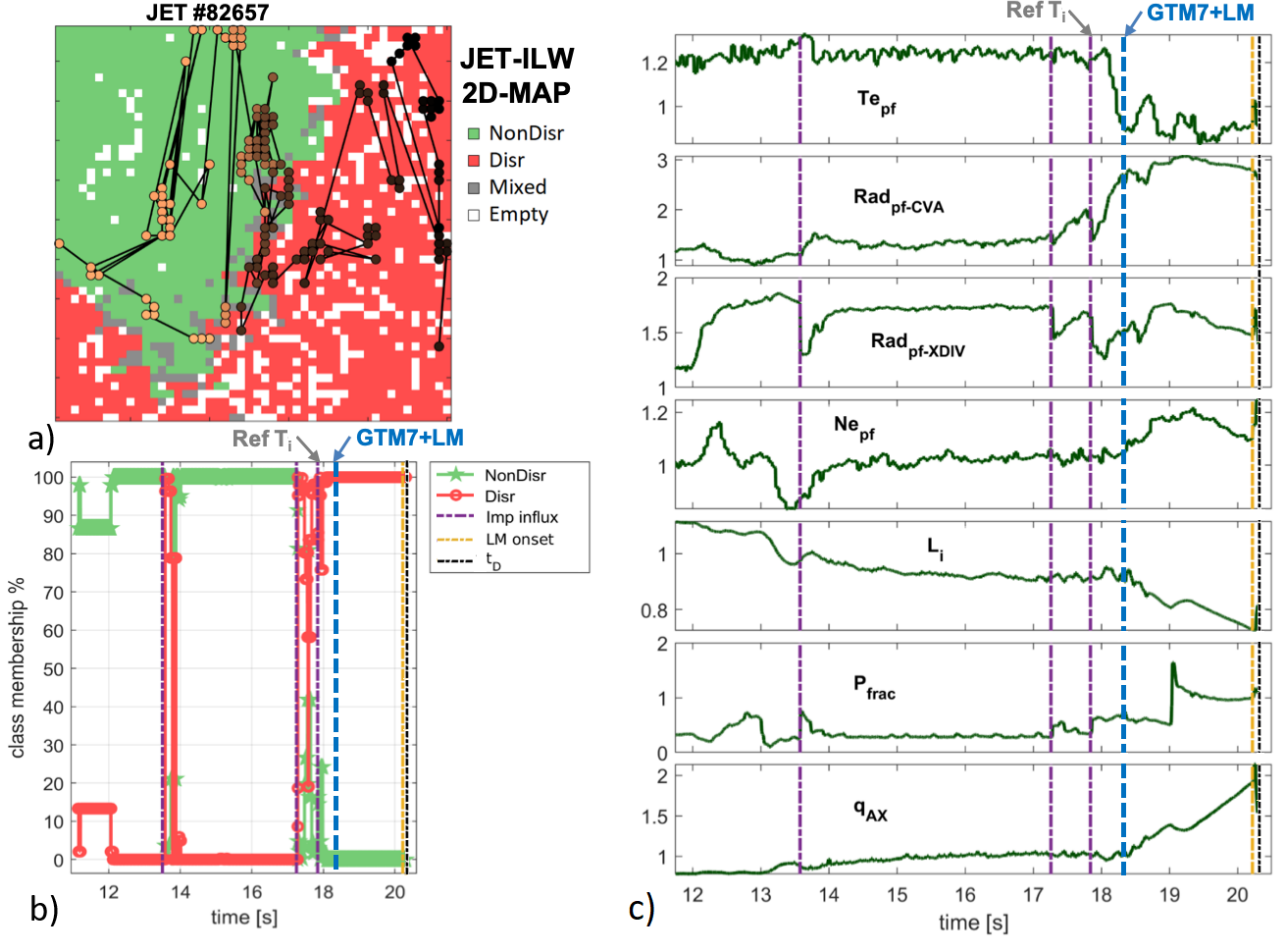 JET #82657
JET-ILW
2D-MAP
NonDisr
Disr
Mixed
Empty
a)
Ref Ti
GTM7+LM
100
90
80
70
60
50
40
30
20
10
0
class membership %
12
14
16
18
20
time [s]
b)
NonDisr
Disr
Imp influx
LM onset
tD
Ref Ti
GTM7+LM
1.2
1
Tepf
3
2
1
Radpf-CVA
2
1.5
1
Radpf-XDIV
1.2
1
Nepf
1
0.8
Li
2
1
0
Pfrac
2
1.5
1
qAX
12
13
14
15
16
17
18
19
20
time [s]
c)